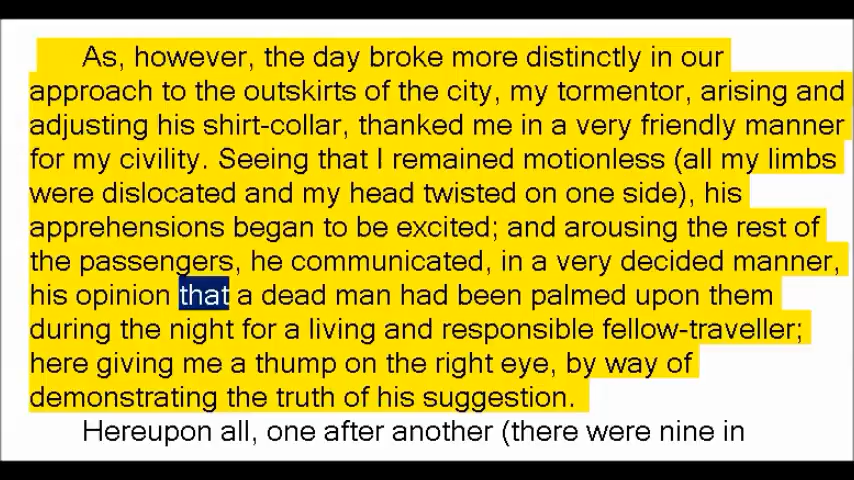 As, however, the day broke more distinctly in our
approach to the outskirts of the city, my tormentor, arising and
adjusting his shirt-collar, thanked me in a very friendly manner
for my civility. Seeing that I remained motionless (all my limbs
were dislocated and my head twisted on one side), his
apprehensions began to be excited; and arousing the rest of
the passengers, he communicated, in a very decided manner,
his opinion that a dead man had been palmed upon them
during the night for a living and responsible fellow-traveller;
here giving me a thump on the right eye, by way of
demonstrating the truth of his suggestion.
Hereupon all, one after another (there were nine in